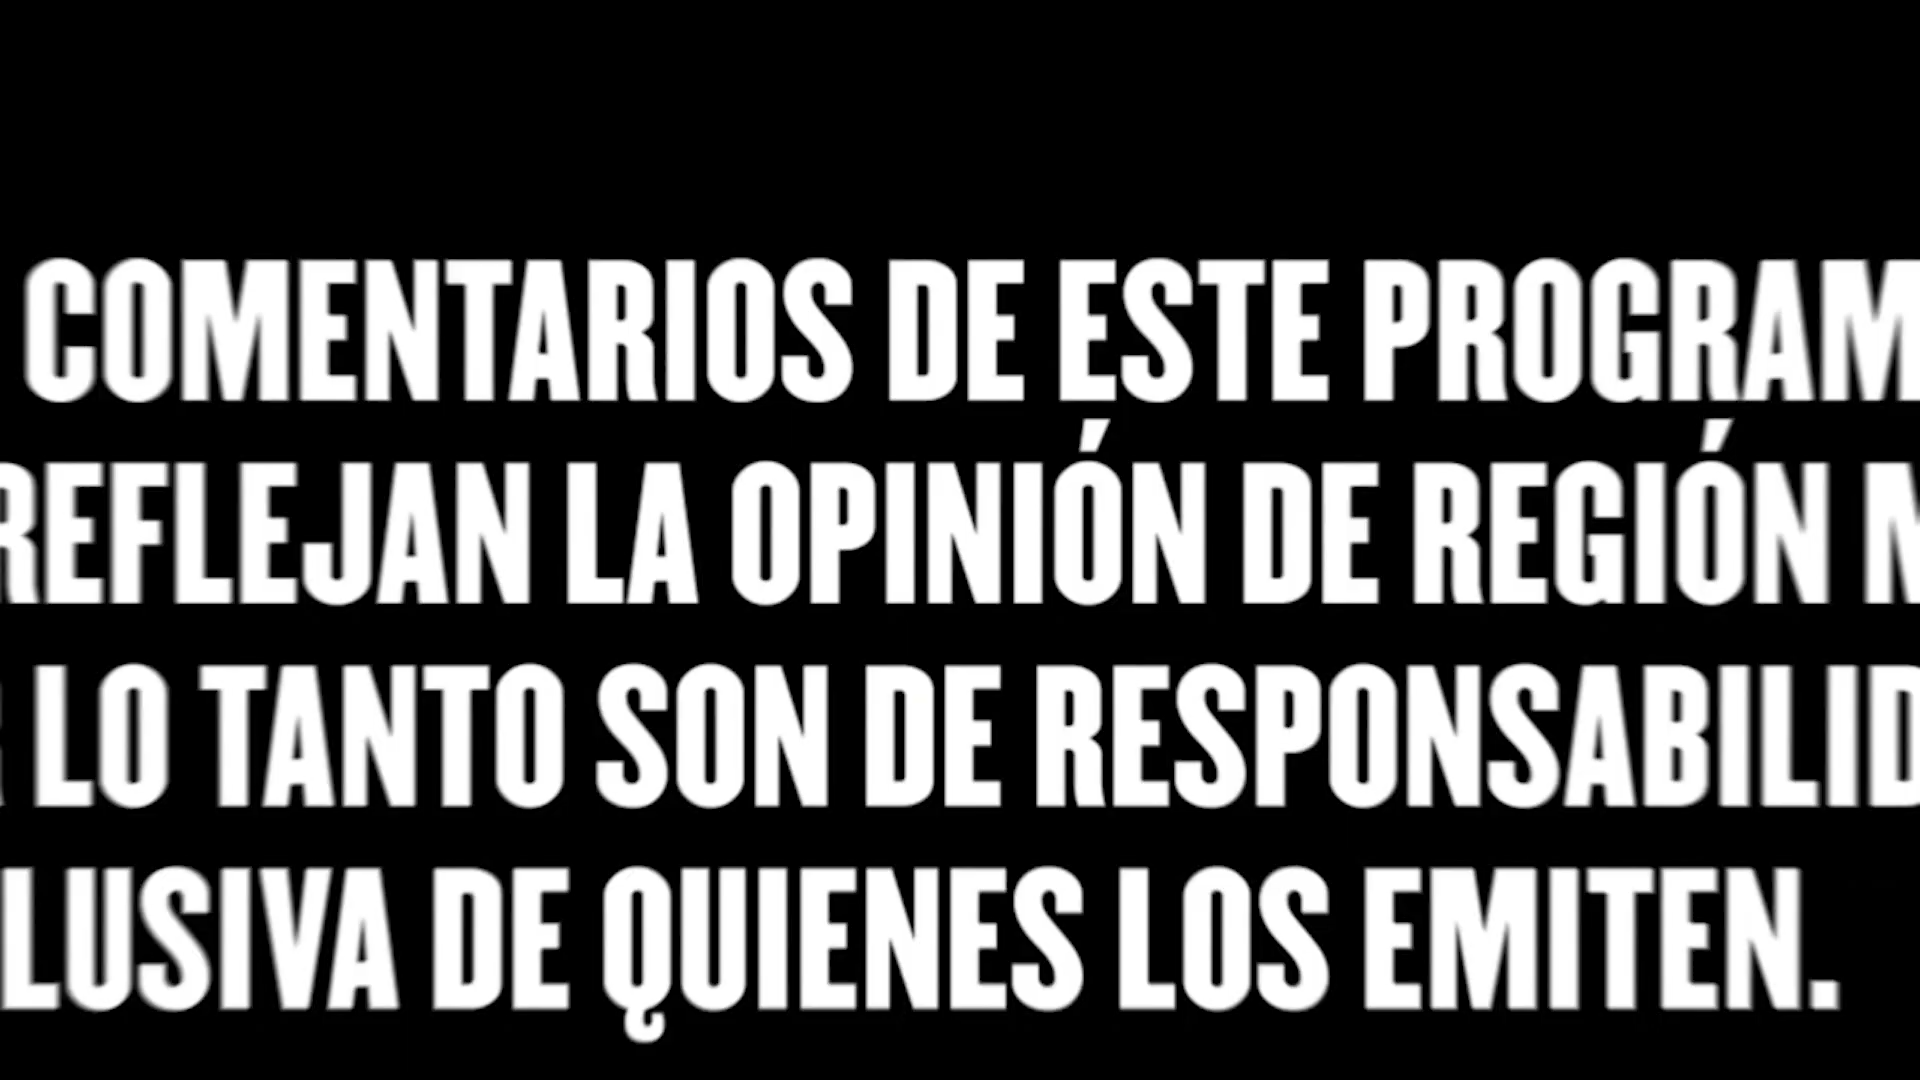 COMENTARIOS DE ESTE PROGRAM
REFLEJAN LA OPINIÓN DE REGIÓN M
LO TANTO SON DE RESPONSABILID
LUSIVA DE QUIENES LOS EMITEN.